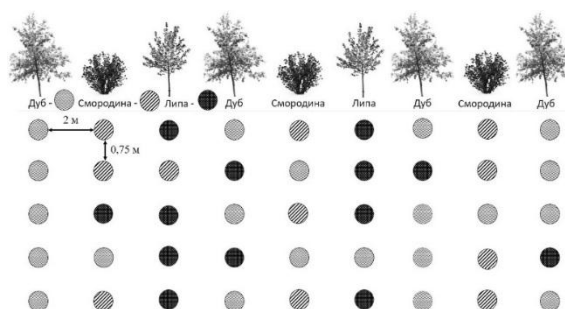 Дуб - Смородина - Липа - Дуб Смородина Липа Дуб Смородина Дуб
2 м
0,75 м